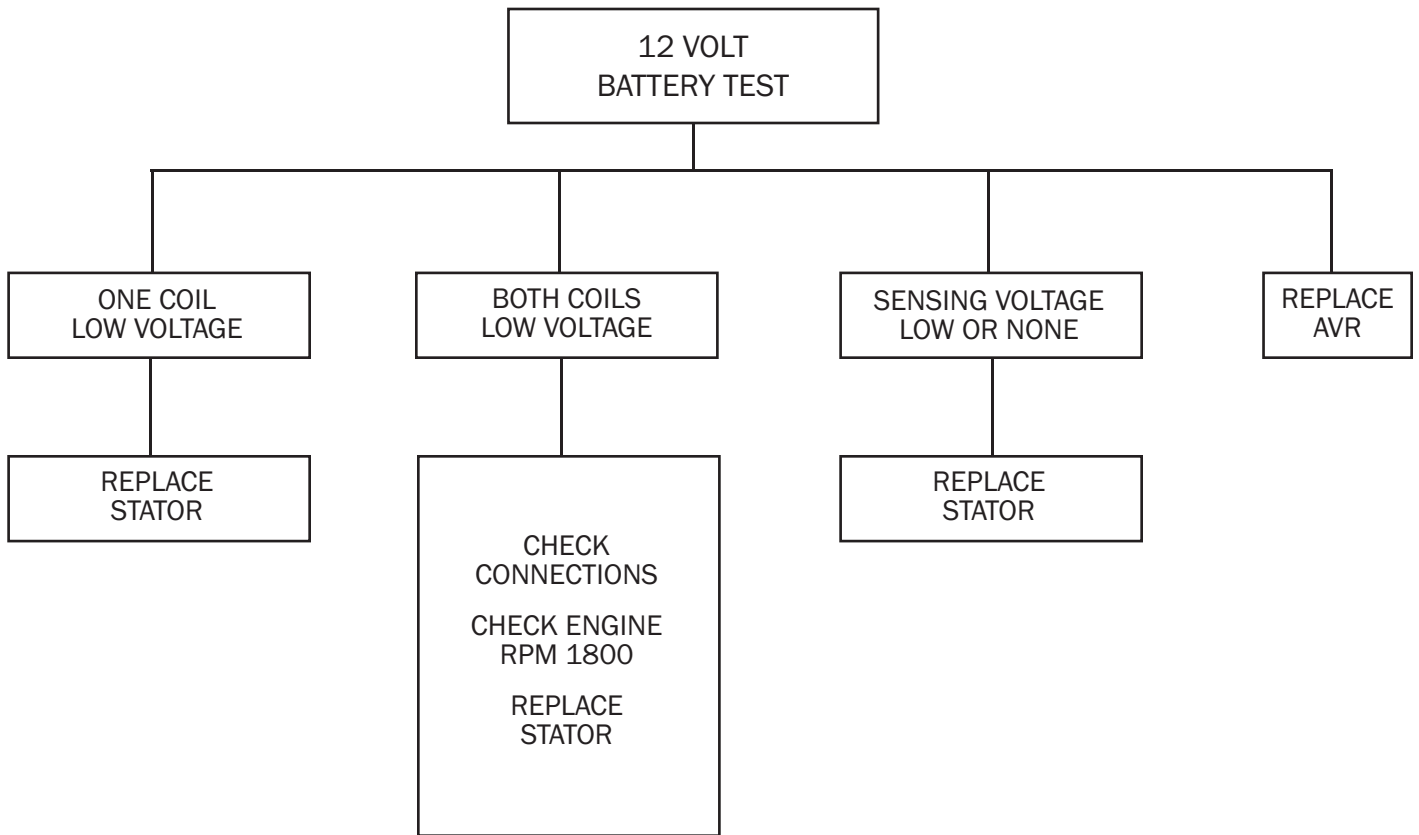 12 VOLT
BATTERY TEST
ONE COIL
LOW VOLTAGE
BOTH COILS
LOW VOLTAGE
SENSING VOLTAGE
LOW OR NONE
REPLACE
AVR
REPLACE
STATOR
CHECK
CONNECTIONS
CHECK ENGINE
RPM 1800
REPLACE
STATOR
REPLACE
STATOR